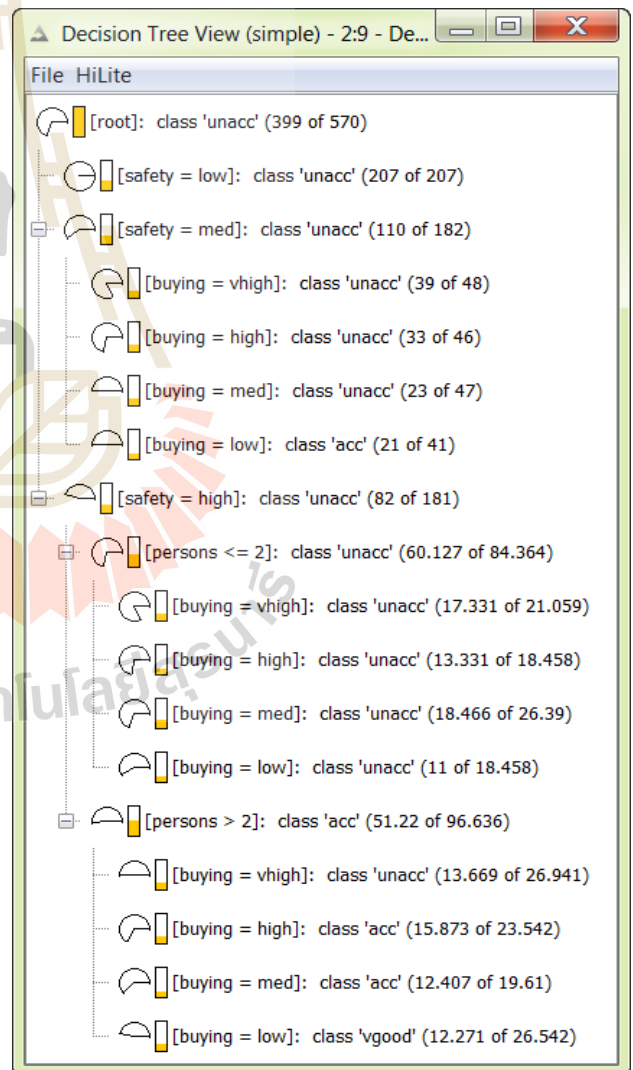 Decision Tree View (simple) - 2:9 - De...
File HiLite
[root]: class 'unacc' (399 of 570)
[safety = low]: class 'unacc' (207 of 207)
[safety = med]: class 'unacc' (110 of 182)
[buying = vhigh]: class 'unacc' (39 of 48)
[buying = high]: class 'unacc' (33 of 46)
[buying = med]: class 'unacc' (23 of 47)
[buying = low]: class 'acc' (21 of 41)
[safety = high]: class 'unacc' (82 of 181)
[persons <= 2]: class 'unacc' (60.127 of 84.364)
[buying = vhigh]: class 'unacc' (17.331 of 21.059)
[buying = high]: class 'unacc' (13.331 of 18.458)
[buying = med]: class 'unacc' (18.466 of 26.39)
[buying = low]: class 'unacc' (11 of 18.458)
[persons > 2]: class 'acc' (51.22 of 96.636)
[buying = vhigh]: class 'unacc' (13.669 of 26.941)
[buying = high]: class 'acc' (15.873 of 23.542)
[buying = med]: class 'acc' (12.407 of 19.61)
[buying = low]: class 'vgood' (12.271 of 26.542)